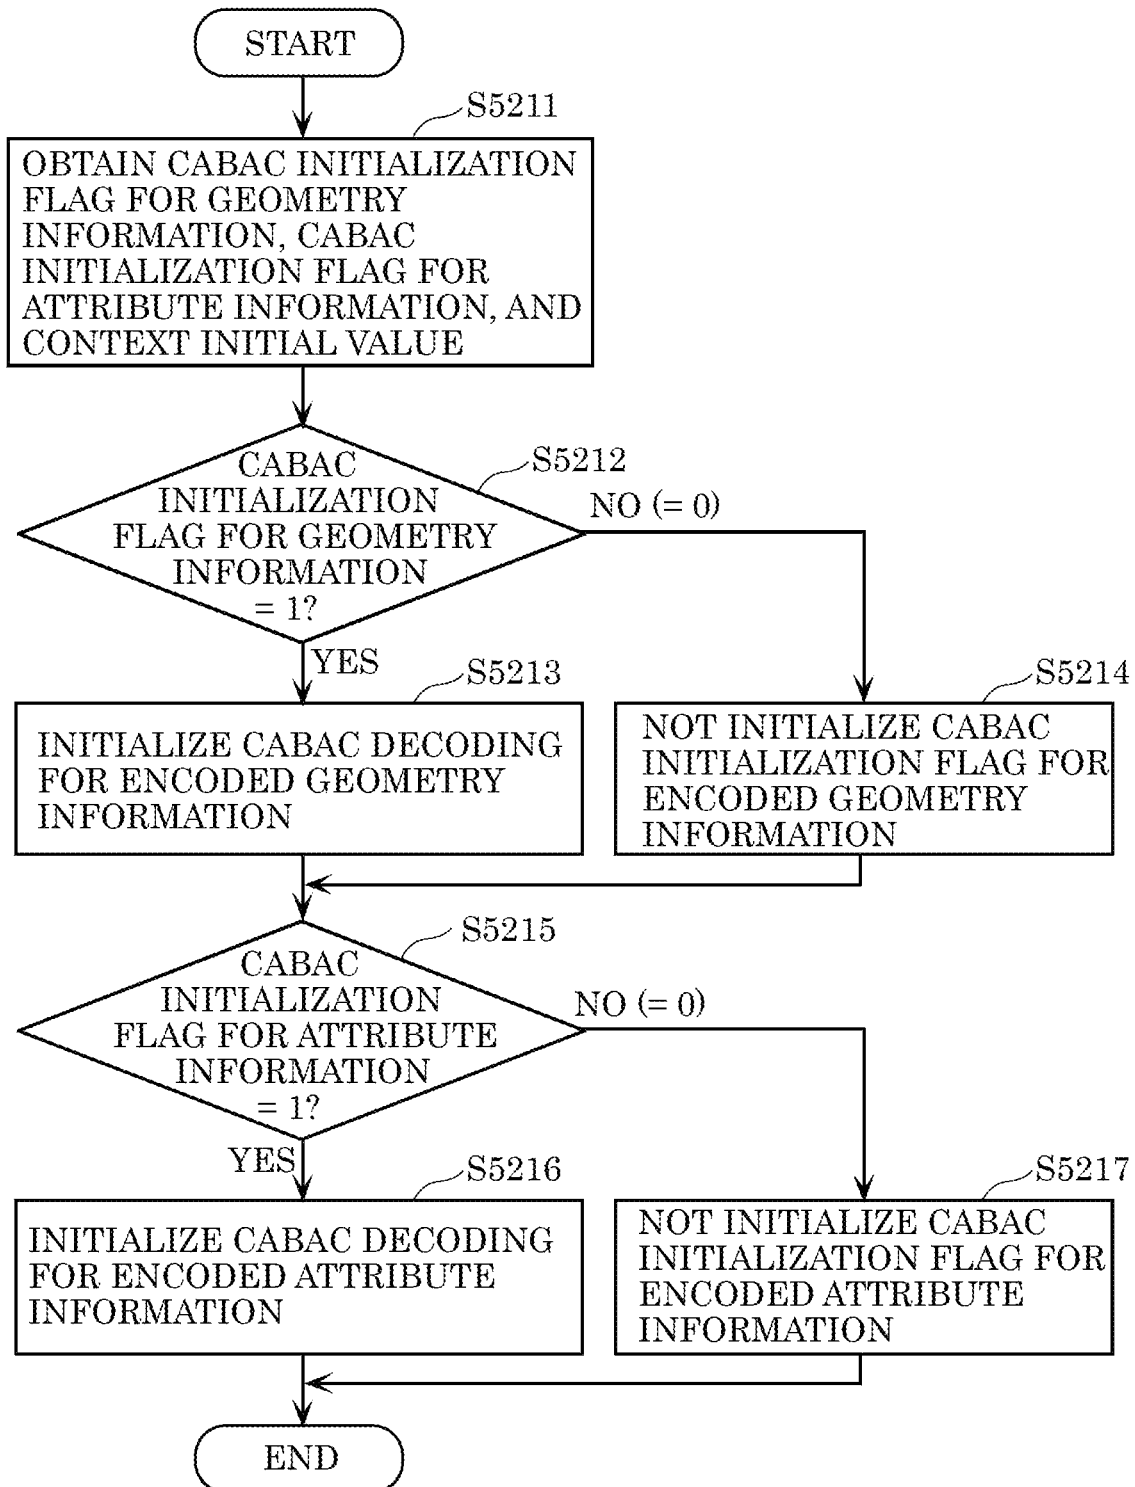 START
S5211
OBTAIN CABAC INITIALIZATION
FLAG FOR GEOMETRY
INFORMATION, CABAC
INITIALIZATION FLAG FOR
ATTRIBUTE INFORMATION, AND
CONTEXT INITIAL VALUE
S5212
CABAC
INITIALIZATION
FLAG FOR GEOMETRY
INFORMATION
= 1?
NO (= 0)
YES
S5213
INITIALIZE CABAC DECODING
FOR ENCODED GEOMETRY
INFORMATION
S5214
NOT INITIALIZE CABAC
INITIALIZATION FLAG FOR
ENCODED GEOMETRY
INFORMATION
S5215
CABAC
INITIALIZATION
FLAG FOR ATTRIBUTE
INFORMATION
= 1?
NO (= 0)
YES
S5216
INITIALIZE CABAC DECODING
FOR ENCODED ATTRIBUTE
INFORMATION
S5217
NOT INITIALIZE CABAC
INITIALIZATION FLAG FOR
ENCODED ATTRIBUTE
INFORMATION
END